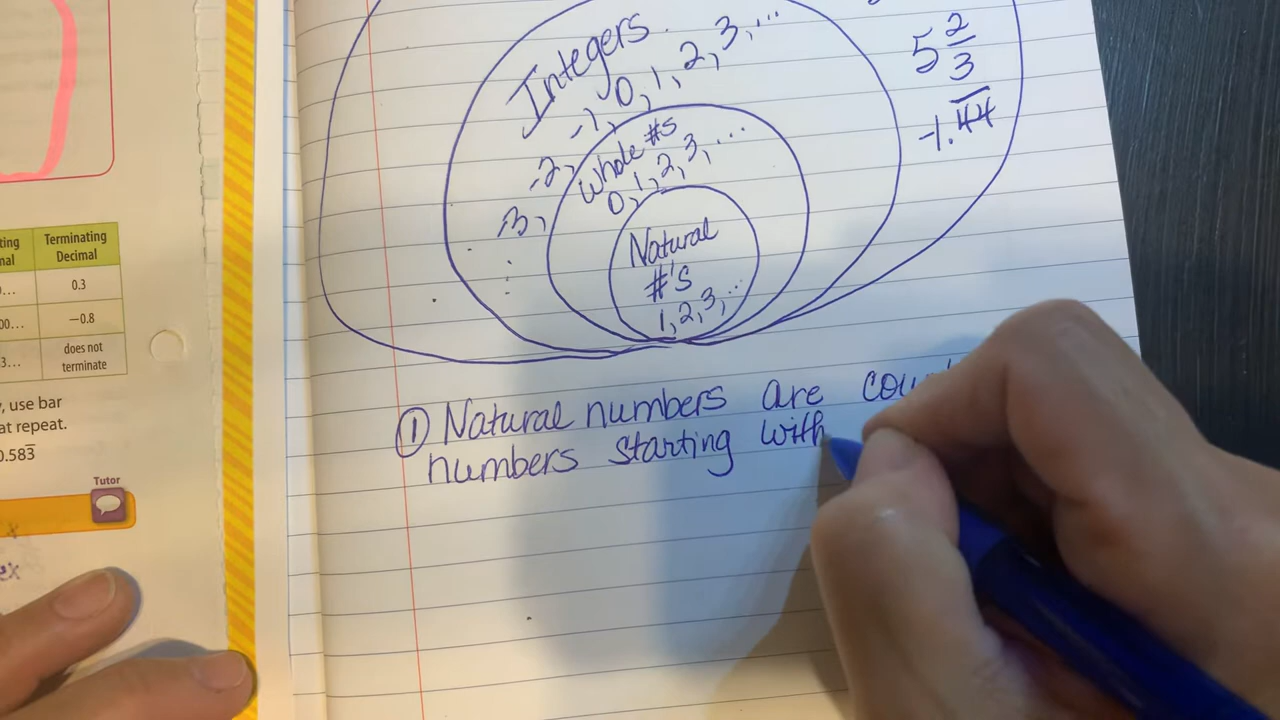 Integers
-3, -2, -1, 0, 1, 2, 3, ...
Whole #s
0, 1, 2, 3, ...
Natural
#'s
1, 2, 3, ...
5 2/3
-1.4̅4̅
① Natural numbers are
numbers starting with
Terminating
Decimal
0.3
-0.8
does not
terminate
, use bar
at repeat.
0.583̅
Tutor